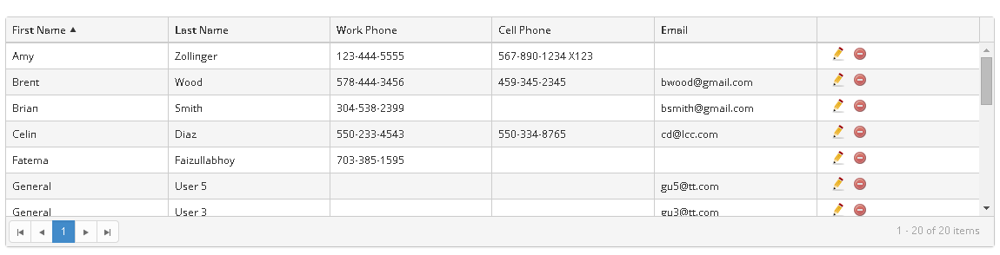 First Name ▲ Last Name Work Phone Cell Phone Email
Amy Zollinger 123-444-5555 567-890-1234 X123
Brent Wood 578-444-3456 459-345-2345 bwood@gmail.com
Brian Smith 304-538-2399 bsmith@gmail.com
Celin Diaz 550-233-4543 550-334-8765 cd@lcc.com
Fatema Faizullabhoy 703-385-1595
General User 5 gu5@tt.com
General User 3 gu3@tt.com
1 1 - 20 of 20 items